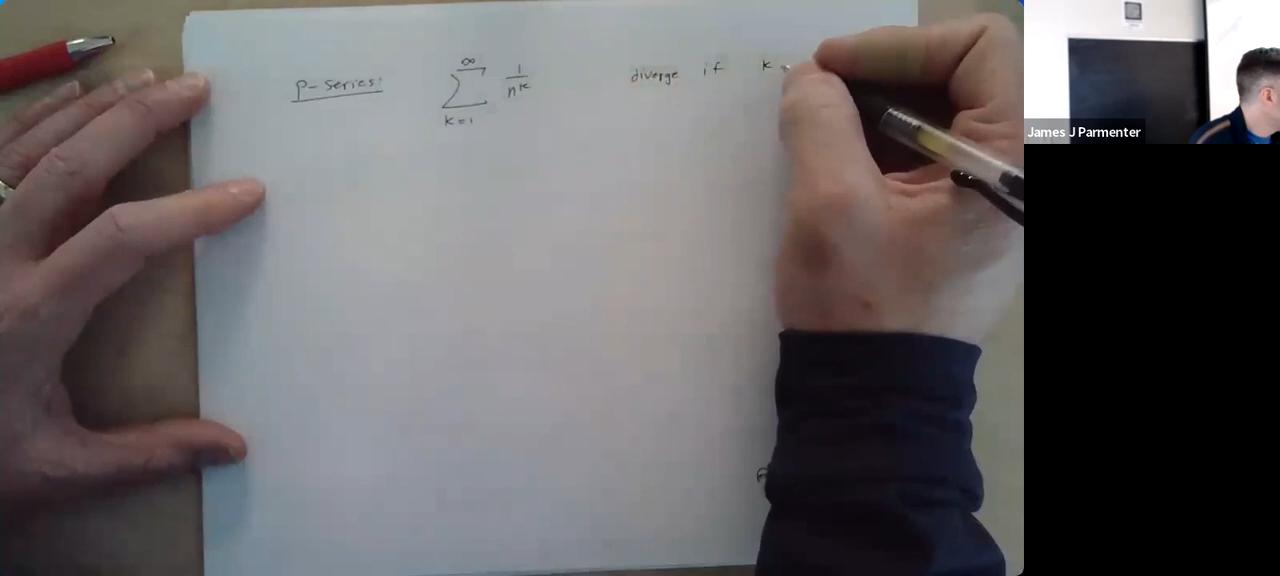 p-series: ∞ ∑ k=1 1/n^k diverge if k
James J Parmenter